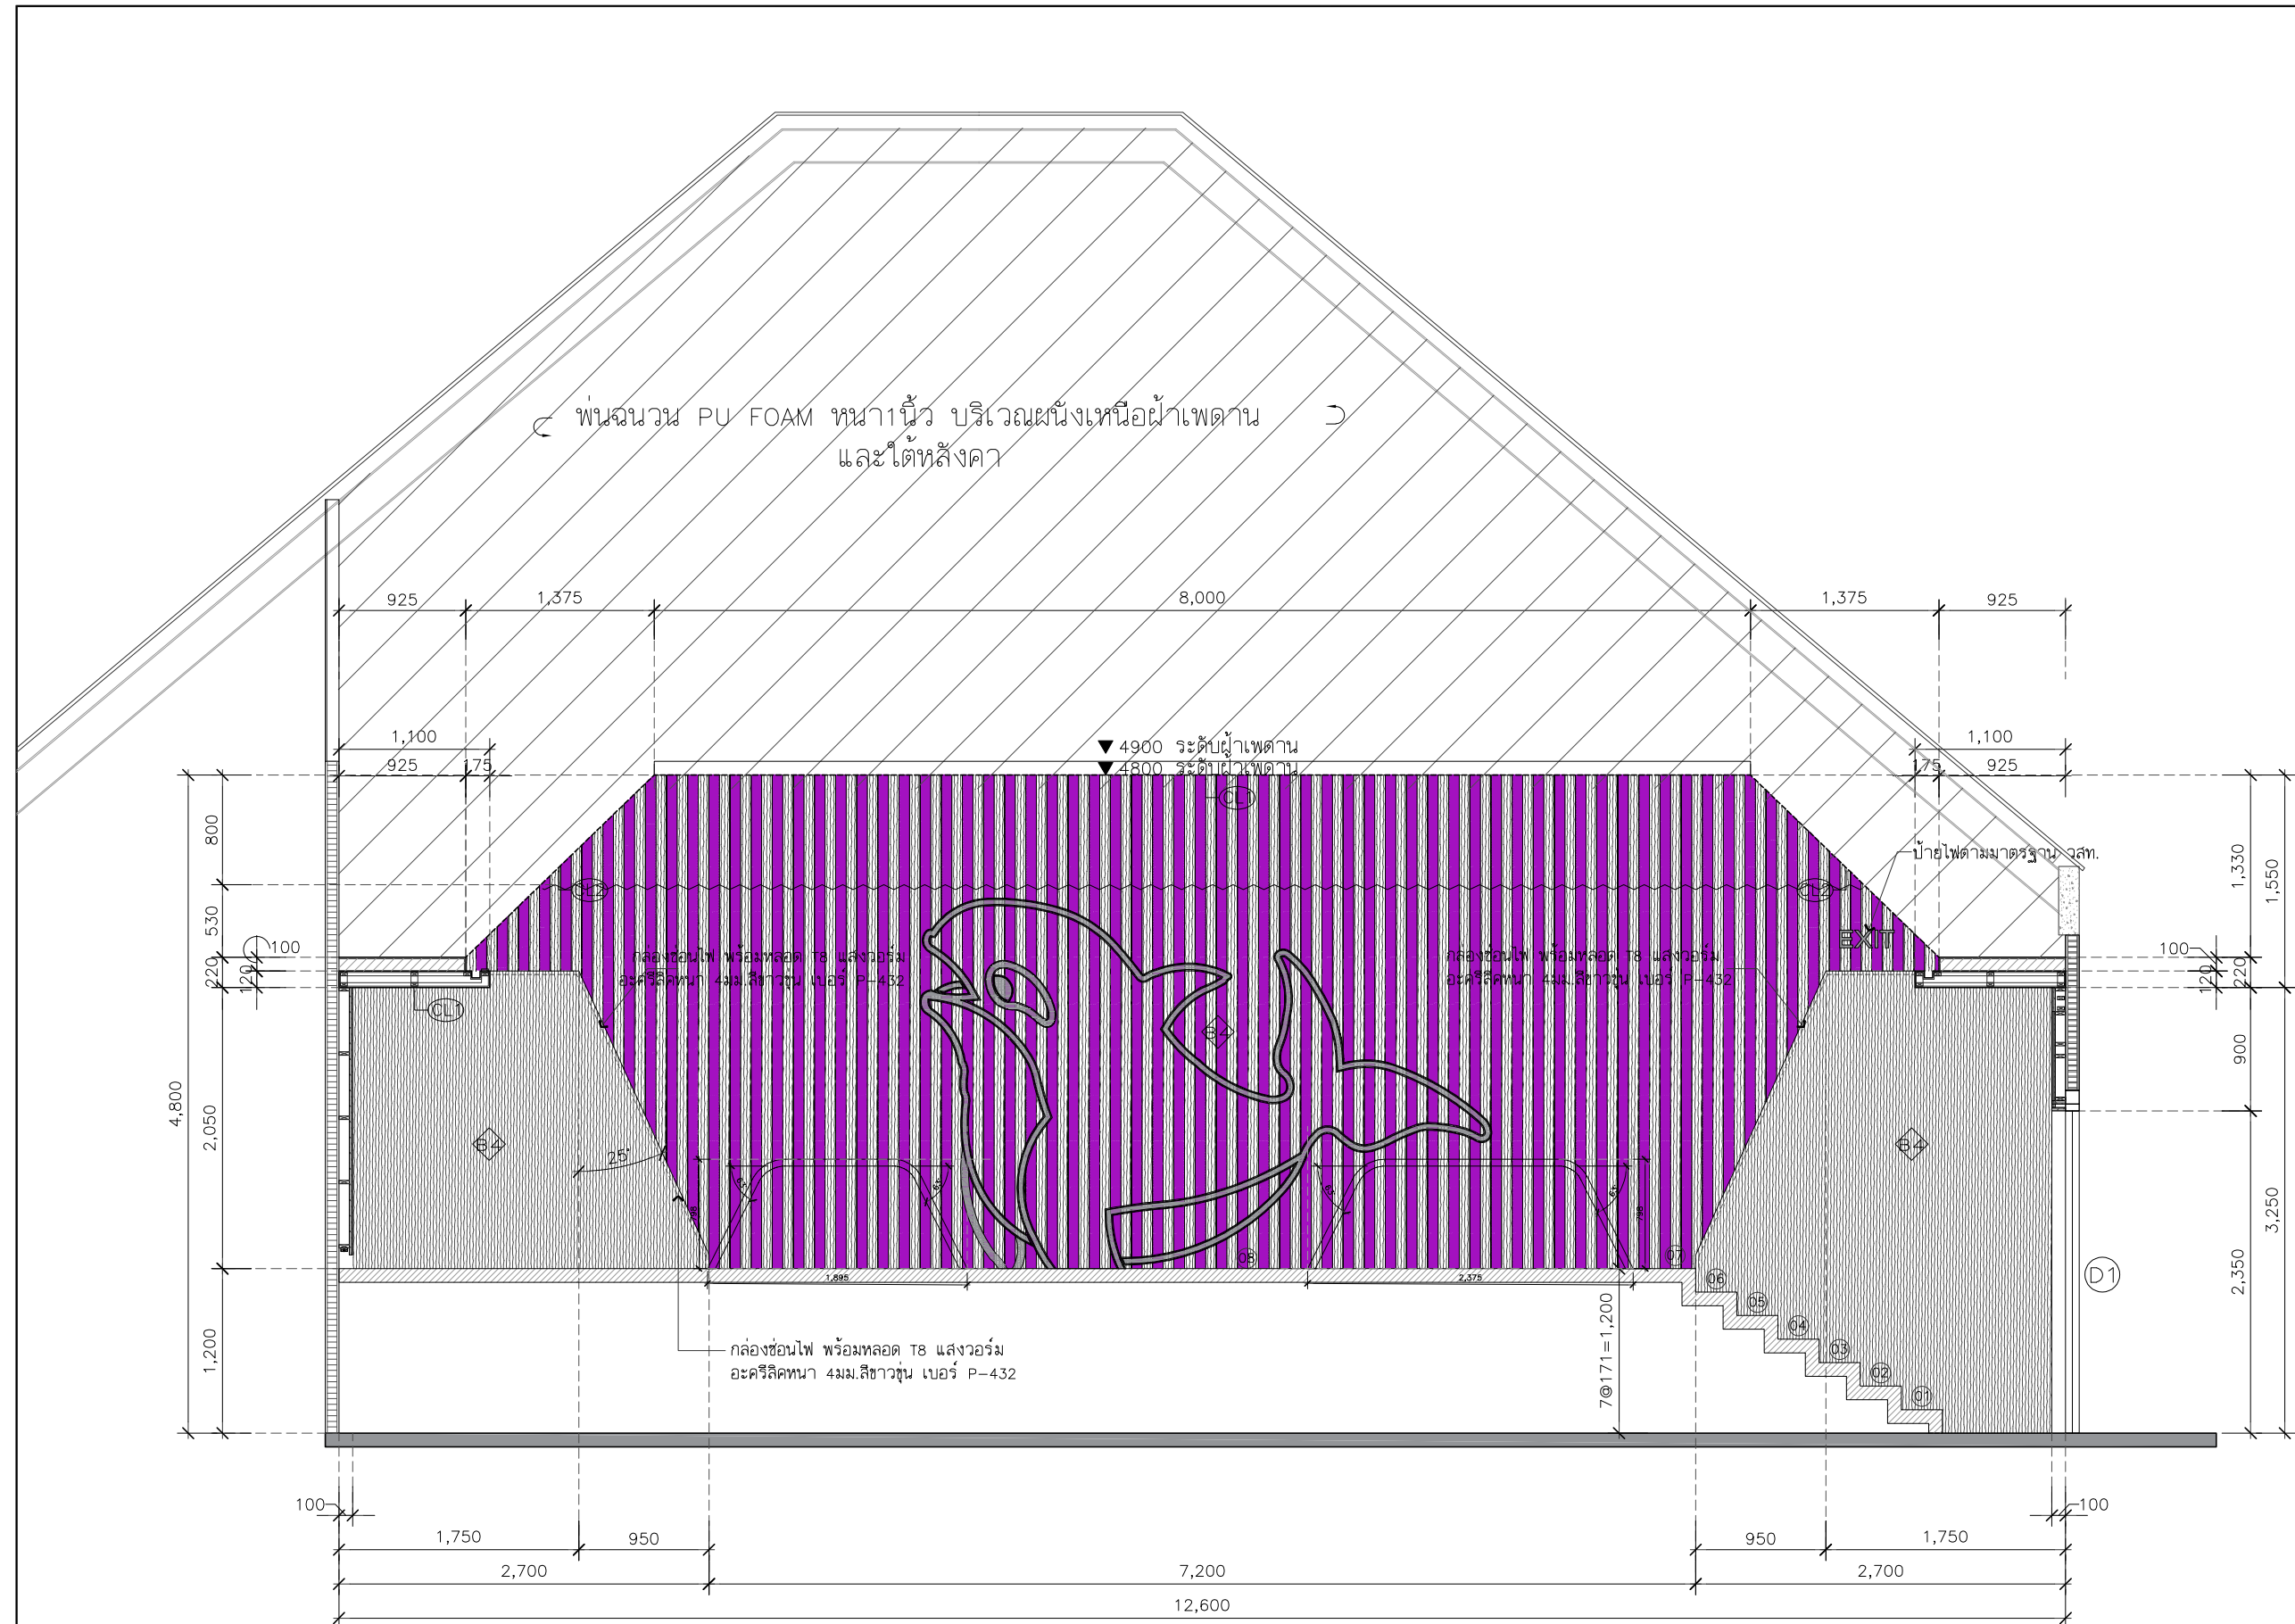 พ่นฉนวน PU FOAM หนา1นิ้ว บริเวณผนังเหนือฝ้าเพดาน
และใต้หลังคา
925
1,375
8,000
1,375
925
1,100
925
175
4900 ระดับฝ้าเพดาน
4800 ระดับฝ้าเพดาน
CL1
1,100
175
925
ป้ายไฟตามมาตรฐาน วสท.
CL2
CL2
EXIT
กล่องซ่อนไฟ พร้อมหลอด T8 แสงวอร์ม
อะครีลิคหนา 4มม.สีขาวขุ่น เบอร์ P-432
กล่องซ่อนไฟ พร้อมหลอด T8 แสงวอร์ม
อะครีลิคหนา 4มม.สีขาวขุ่น เบอร์ P-432
CL1
B4
B4
B4
25°
4,800
800
530
220
2,050
1,200
100
120
1,330
1,550
100
220
120
900
3,250
2,350
D1
798
798
63°
63°
1,895
2,375
08
07
06
05
04
03
02
01
7@171=1,200
กล่องซ่อนไฟ พร้อมหลอด T8 แสงวอร์ม
อะครีลิคหนา 4มม.สีขาวขุ่น เบอร์ P-432
100
100
1,750
950
950
1,750
2,700
7,200
2,700
12,600